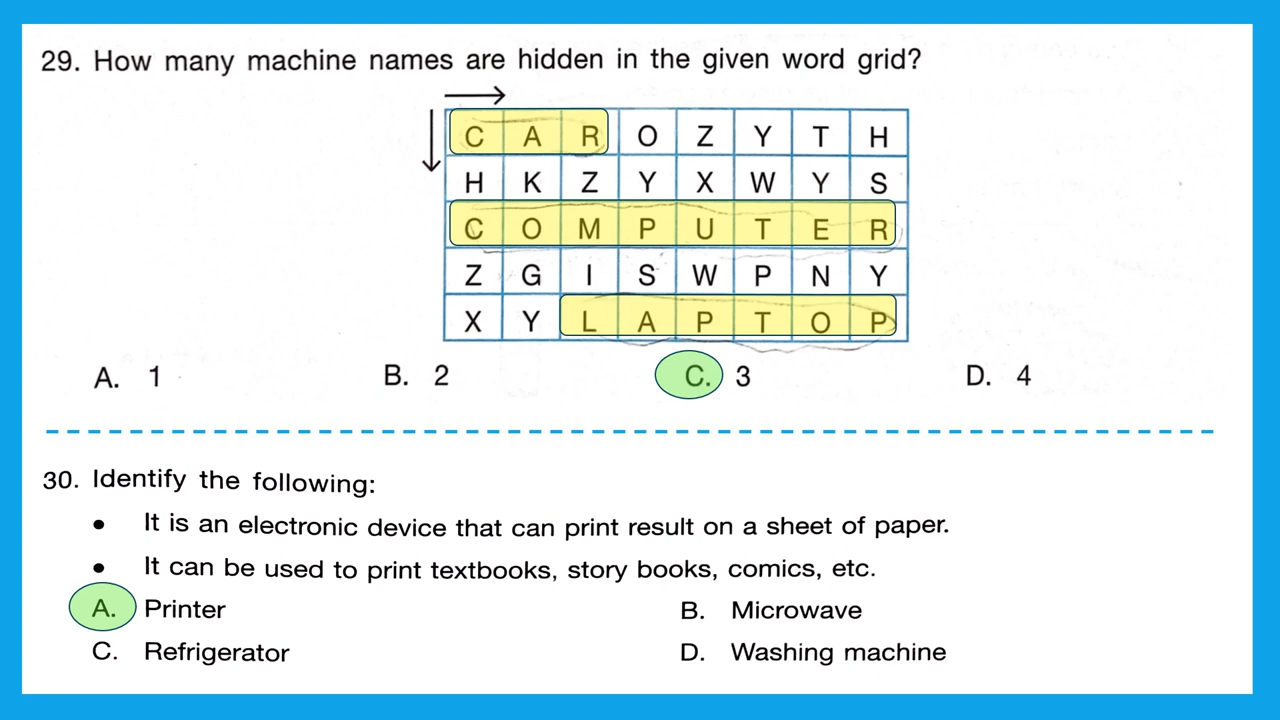 29. How many machine names are hidden in the given word grid?
C A R O Z Y T H
H K Z Y X W Y S
C O M P U T E R
Z G I S W P N Y
X Y L A P T O P
A. 1 B. 2 C. 3 D. 4
30. Identify the following:
• It is an electronic device that can print result on a sheet of paper.
• It can be used to print textbooks, story books, comics, etc.
A. Printer B. Microwave
C. Refrigerator D. Washing machine